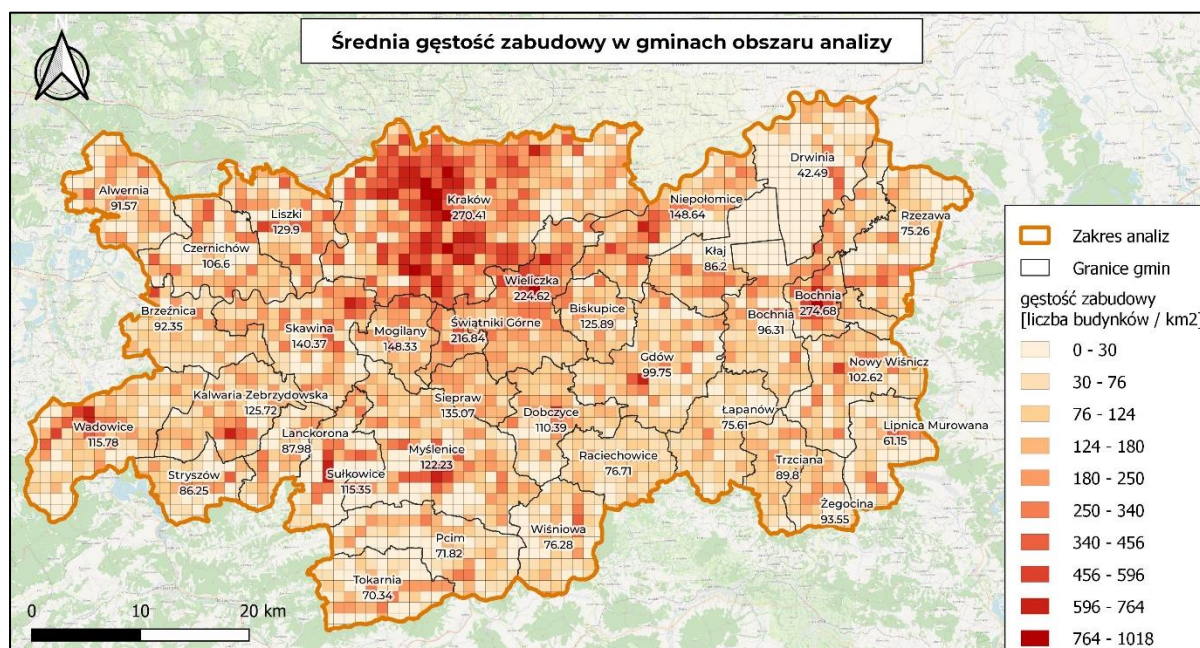 Średnia gęstość zabudowy w gminach obszaru analizy
Drwinia
42.49
Alwernia
91.57
Kraków
270.41
Niepołomice
148.64
Liszki
129.9
Rzezawa
75.26
Czernichów
106.6
Kłaj
86.2
Wieliczka
224.62
Bochnia
274.68
Brzeźnica
92.35
Skawina
140.37
Mogilany
148.33
Świątniki Górne
216.84
Biskupice
125.89
Bochnia
96.31
Gdów
99.75
Nowy Wiśnicz
102.62
Kalwaria Zebrzydowska
125.72
Siepraw
135.07
Dobczyce
110.39
Łapanów
75.61
Wadowice
115.78
Lanckorona
87.98
Lipnica Murowana
61.15
Myślenice
122.23
Raciechowice
76.71
Trzciana
89.8
Stryszów
86.25
Sułkowice
115.35
Żegocina
93.55
Wiśniowa
76.28
Pcim
71.82
Tokarnia
70.34
0 10 20 km
Zakres analiz
Granice gmin
gęstość zabudowy
[liczba budynków / km2]
0 - 30
30 - 76
76 - 124
124 - 180
180 - 250
250 - 340
340 - 456
456 - 596
596 - 764
764 - 1018